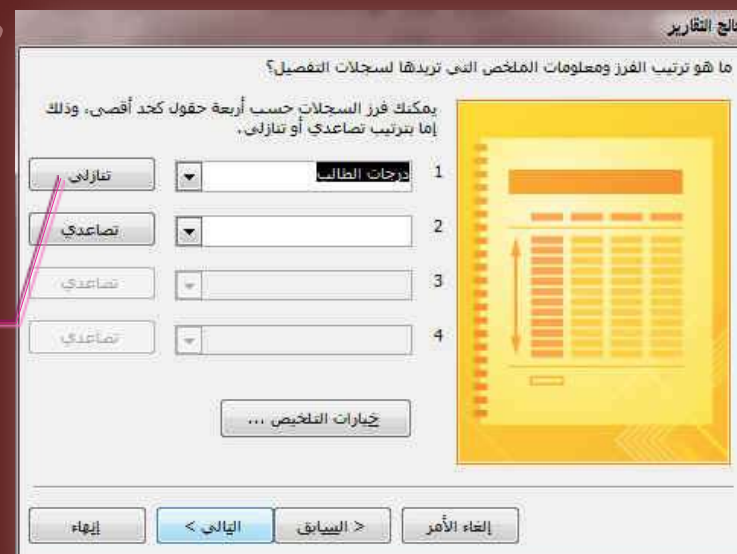 التقارير
ما هو ترتيب الفرز ومعلومات الملخص التي تريدها لسجلات التفصيل؟
يمكنك فرز السجلات حسب أربعة حقول كحد أقصى، وذلك
إما بترتيب تصاعدي أو تنازلي.
1 درجات الطالب تنازلي
2 تصاعدي
3 تصاعدي
4 تصاعدي
خيارات التلخيص ...
إلغاء الأمر < السابق التالي > إنهاء